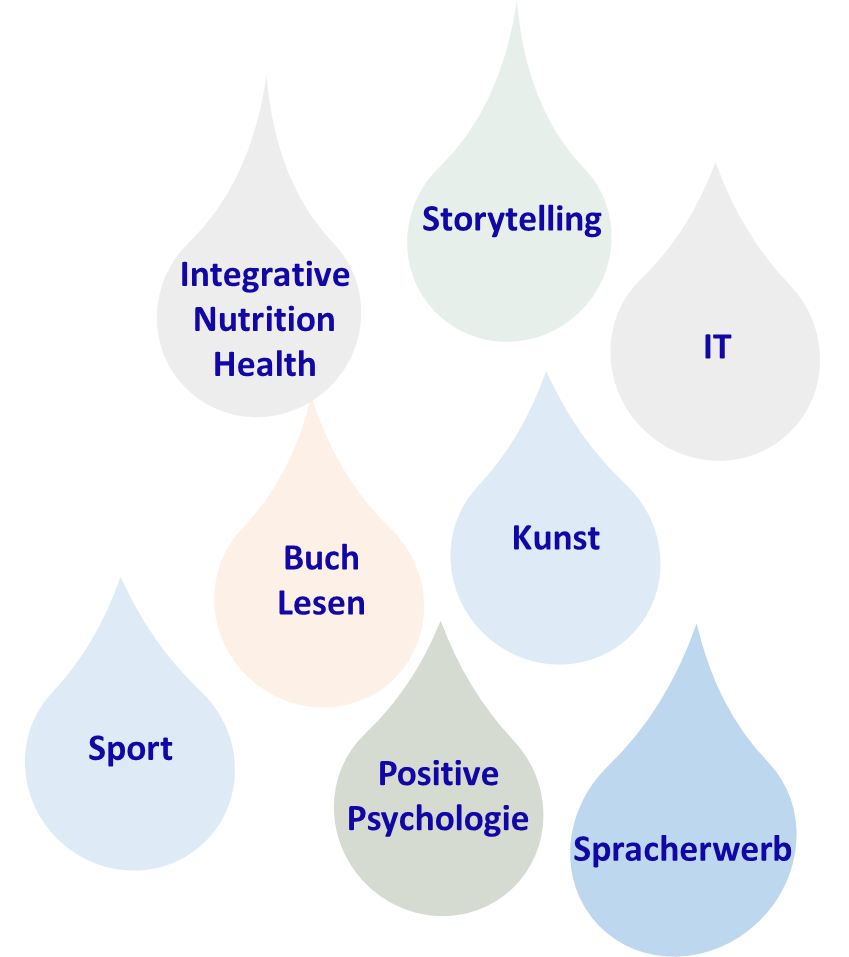 Storytelling
Integrative
Nutrition
Health
IT
Kunst
Buch
Lesen
Sport
Positive
Psychologie
Spracherwerb